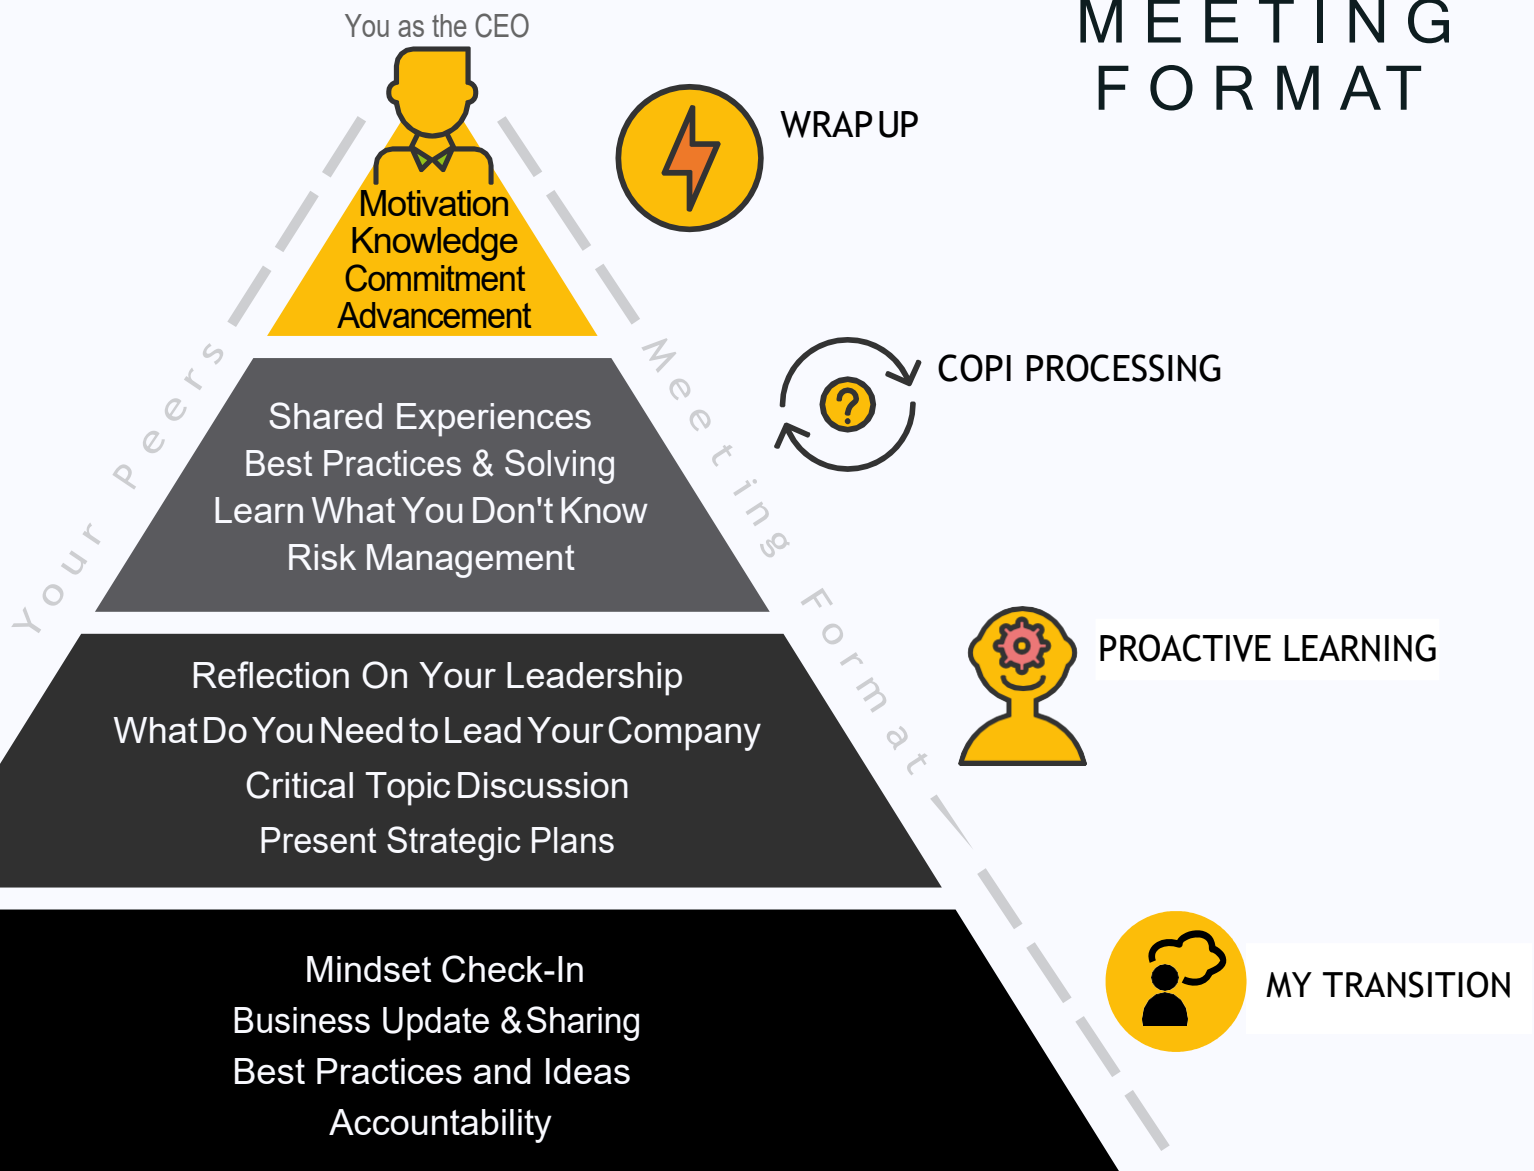 You as the CEO
MEETING
FORMAT
WRAP UP
Motivation
Knowledge
Commitment
Advancement
Your Peers
Meeting Format
COPI PROCESSING
Shared Experiences
Best Practices & Solving
Learn What You Don't Know
Risk Management
?
PROACTIVE LEARNING
Reflection On Your Leadership
What Do You Need to Lead Your Company
Critical Topic Discussion
Present Strategic Plans
MY TRANSITION
Mindset Check-In
Business Update & Sharing
Best Practices and Ideas
Accountability